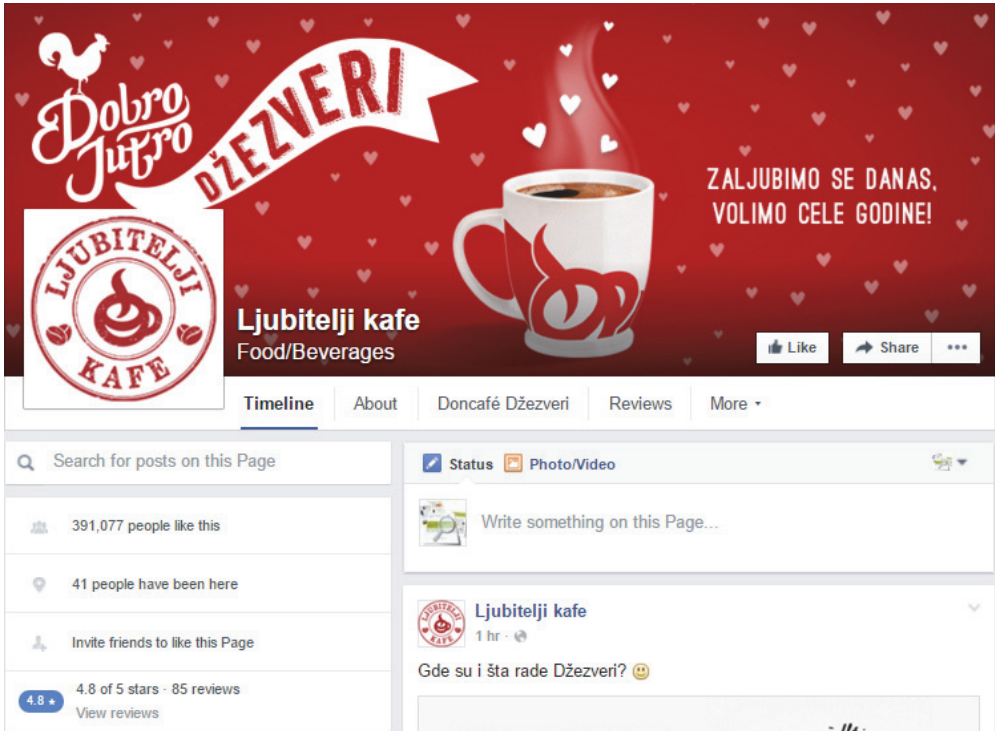 Dobro
Jutro
DŽEZVERI
ZALJUBIMO SE DANAS,
VOLIMO CELE GODINE!
LJUBITELJI
KAFE
Ljubitelji kafe
Food/Beverages
Like
Share
Timeline
About
Doncafé Džezveri
Reviews
More
Search for posts on this Page
391,077 people like this
41 people have been here
Invite friends to like this Page
4.8
4.8 of 5 stars · 85 reviews
View reviews
Status
Photo/Video
Write something on this Page...
LJUBITELJI
KAFE
Ljubitelji kafe
1 hr ·
Gde su i šta rade Džezveri?